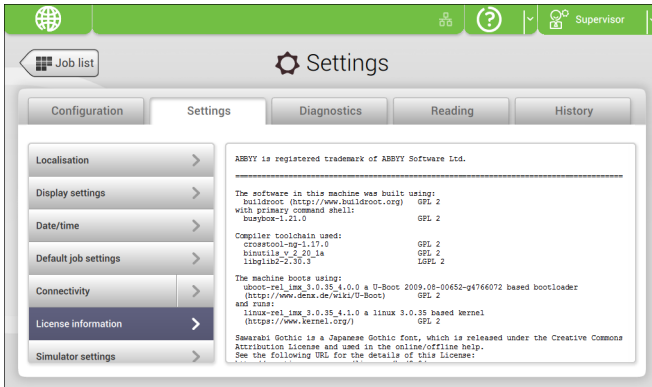 Supervisor
Job list
Settings
Configuration
Settings
Diagnostics
Reading
History
Localisation
Display settings
Date/time
Default job settings
Connectivity
License information
Simulator settings
ABBYY is registered trademark of ABBYY Software Ltd.
The software in this machine was built using:
buildroot (http://www.buildroot.org) GPL 2
with primary command shell:
busybox-1.21.0 GPL 2
Compiler toolchain used:
crosstool-ng-1.17.0 GPL 2
binutils_v_2_20_1a GPL 2
libglib2-2.30.3 LGPL 2
The machine boots using:
uboot-rel_imx_3.0.35_4.0.0 a U-Boot 2009.08-00652-g4766072 based bootloader
(http://www.denx.de/wiki/U-Boot) GPL 2
and runs:
linux-rel_imx_3.0.35_4.1.0 a linux 3.0.35 based kernel
(https://www.kernel.org/) GPL 2
Sawarabi Gothic is a Japanese Gothic font, which is released under the Creative Commons
Attribution License and used in the online/offline help.
See the following URL for the details of this License: